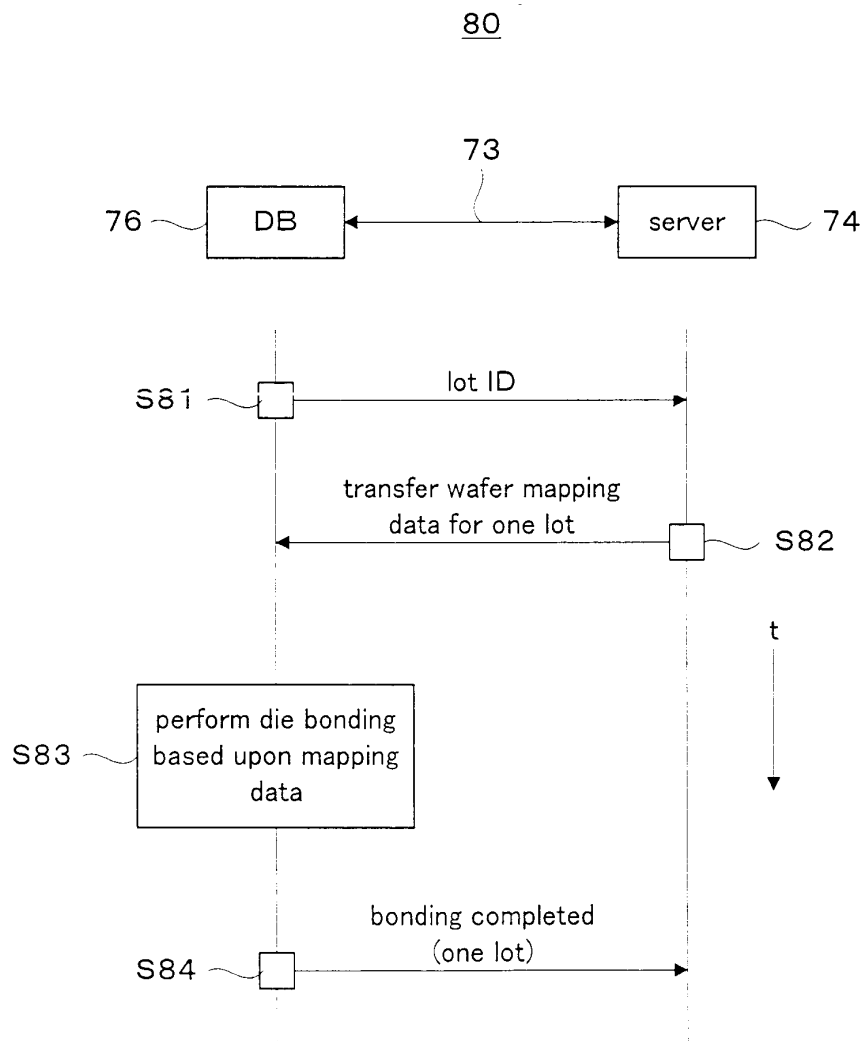 80
73
76
DB
server
74
S81
lot ID
transfer wafer mapping
data for one lot
S82
t
S83
perform die bonding
based upon mapping
data
bonding completed
(one lot)
S84